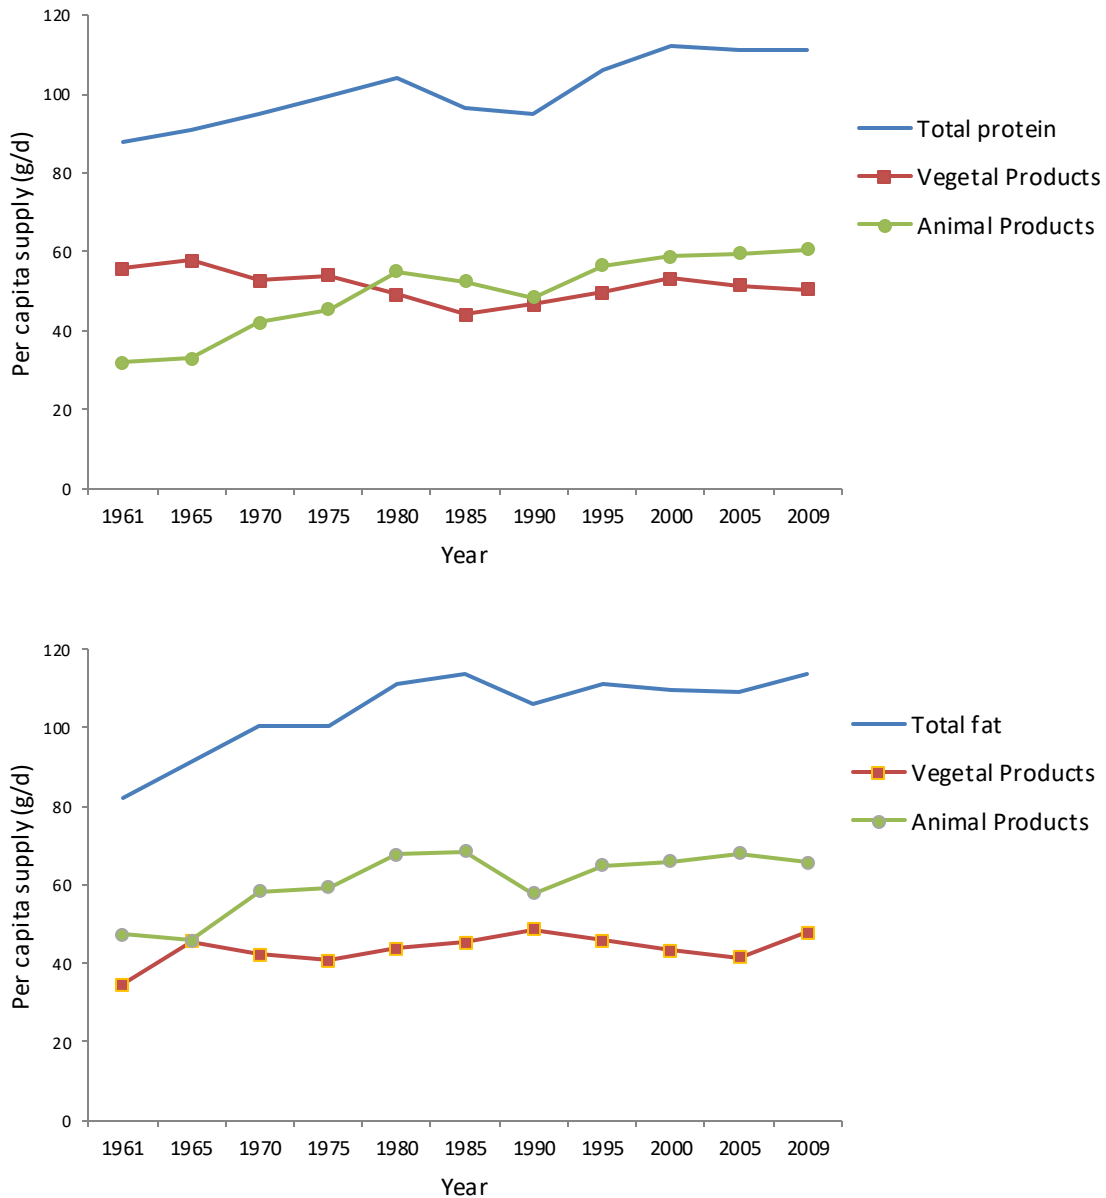 120
100
80
60
40
20
0
Per capita supply (g/d)
1961 1965 1970 1975 1980 1985 1990 1995 2000 2005 2009
Year
Total protein
Vegetal Products
Animal Products
120
100
80
60
40
20
0
Per capita supply (g/d)
1961 1965 1970 1975 1980 1985 1990 1995 2000 2005 2009
Year
Total fat
Vegetal Products
Animal Products